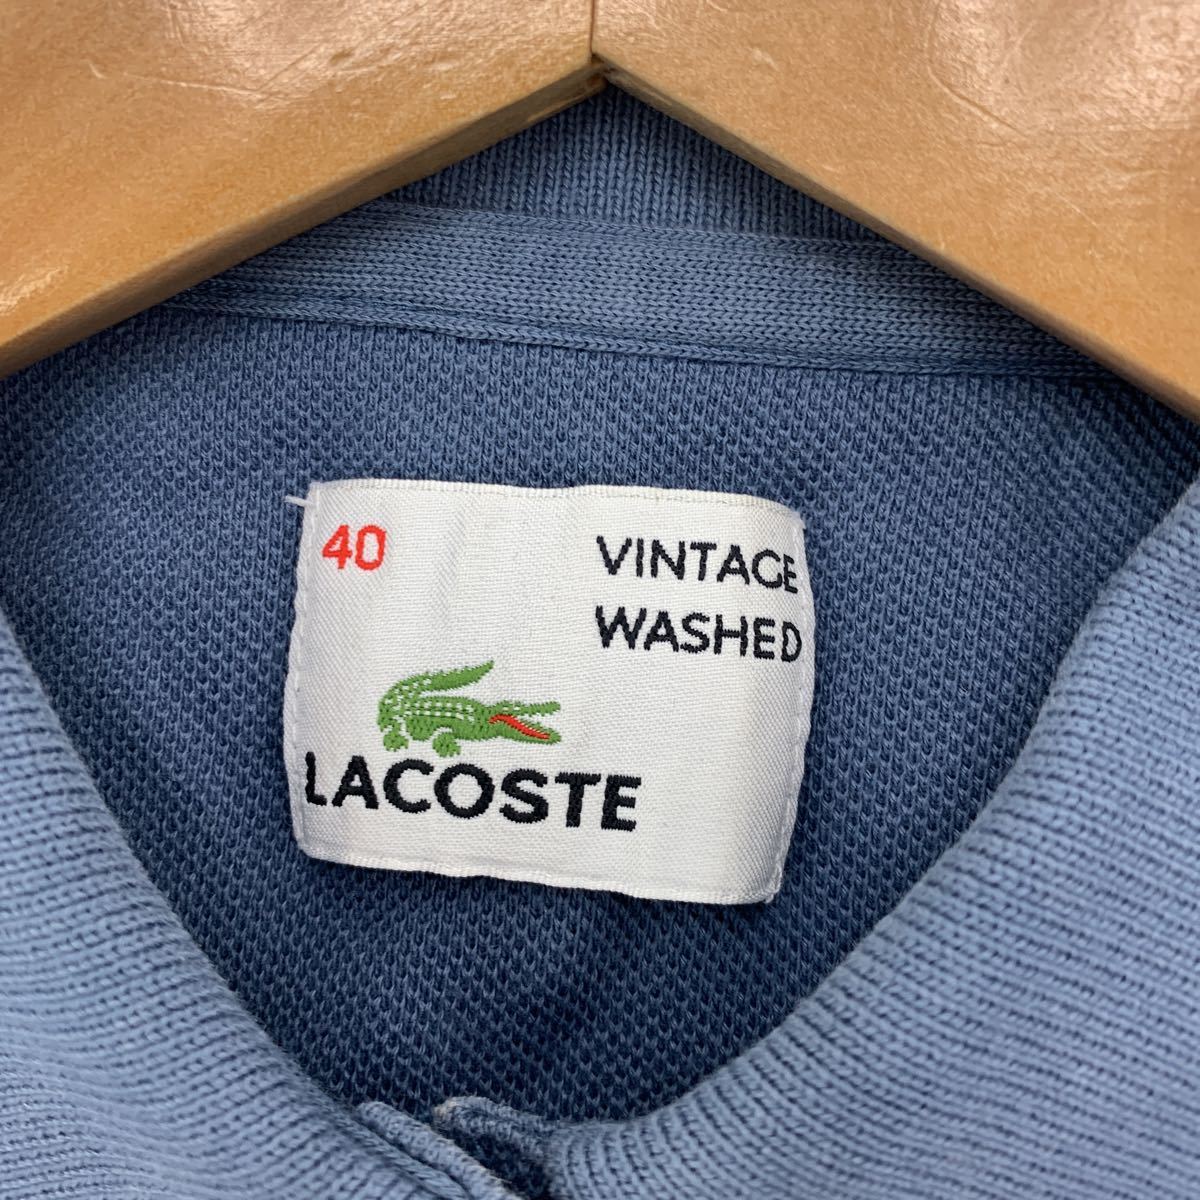 40
VINTAGE
WASHED
LACOSTE